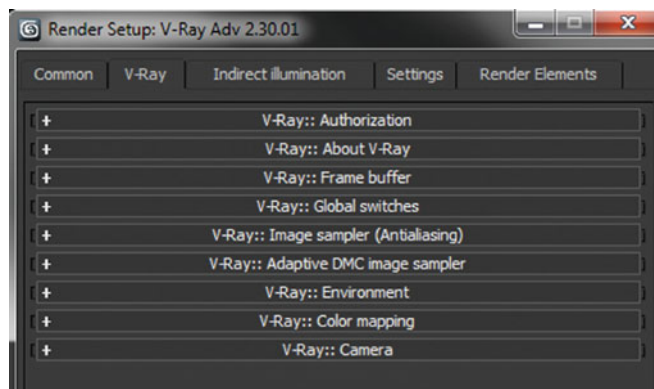 Render Setup: V-Ray Adv 2.30.01
Common V-Ray Indirect illumination Settings Render Elements
+ V-Ray:: Authorization
+ V-Ray:: About V-Ray
+ V-Ray:: Frame buffer
+ V-Ray:: Global switches
+ V-Ray:: Image sampler (Antialiasing)
+ V-Ray:: Adaptive DMC image sampler
+ V-Ray:: Environment
+ V-Ray:: Color mapping
+ V-Ray:: Camera